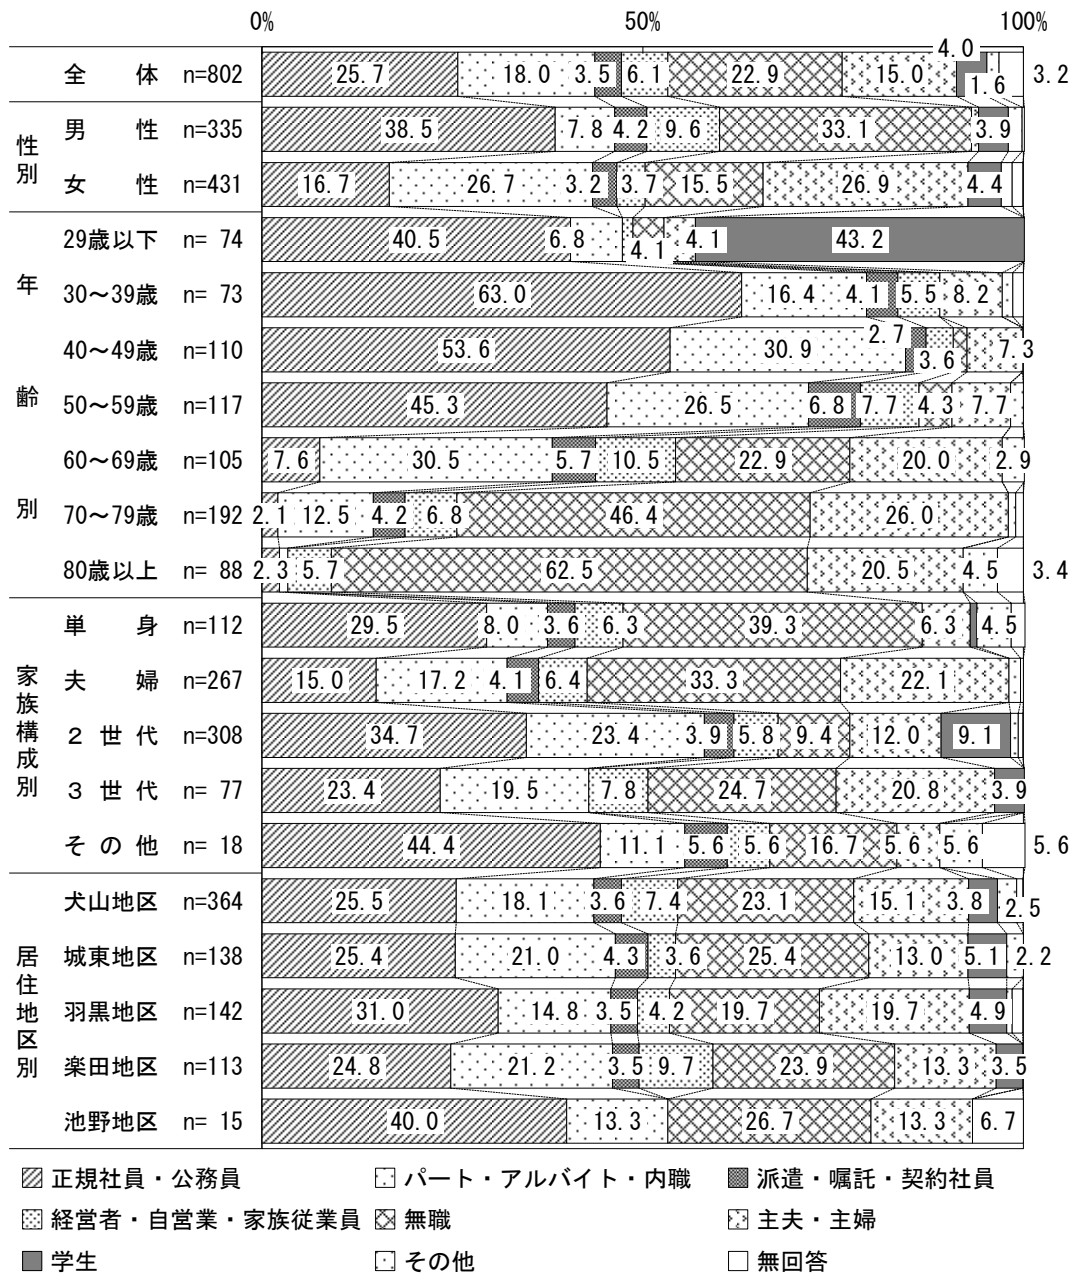 0% 50% 100%
全 体 n=802 25.7 18.0 3.5 6.1 22.9 15.0 4.0 1.6 3.2
性別
男 性 n=335 38.5 7.8 4.2 9.6 33.1 3.9
女 性 n=431 16.7 26.7 3.2 3.7 15.5 26.9 4.4
年齢別
29歳以下 n= 74 40.5 6.8 4.1 4.1 43.2
30～39歳 n= 73 63.0 16.4 4.1 5.5 8.2
40～49歳 n=110 53.6 30.9 2.7 3.6 7.3
50～59歳 n=117 45.3 26.5 6.8 7.7 4.3 7.7
60～69歳 n=105 7.6 30.5 5.7 10.5 22.9 20.0 2.9
70～79歳 n=192 2.1 12.5 4.2 6.8 46.4 26.0
80歳以上 n= 88 2.3 5.7 62.5 20.5 4.5 3.4
家族構成別
単 身 n=112 29.5 8.0 3.6 6.3 39.3 6.3 4.5
夫 婦 n=267 15.0 17.2 4.1 6.4 33.3 22.1
２ 世 代 n=308 34.7 23.4 3.9 5.8 9.4 12.0 9.1
３ 世 代 n= 77 23.4 19.5 7.8 24.7 20.8 3.9
そ の 他 n= 18 44.4 11.1 5.6 5.6 16.7 5.6 5.6 5.6
居住地区別
犬山地区 n=364 25.5 18.1 3.6 7.4 23.1 15.1 3.8 2.5
城東地区 n=138 25.4 21.0 4.3 3.6 25.4 13.0 5.1 2.2
羽黒地区 n=142 31.0 14.8 3.5 4.2 19.7 19.7 4.9
楽田地区 n=113 24.8 21.2 3.5 9.7 23.9 13.3 3.5
池野地区 n= 15 40.0 13.3 26.7 13.3 6.7
正規社員・公務員 パート・アルバイト・内職 派遣・嘱託・契約社員
経営者・自営業・家族従業員 無職 主夫・主婦
学生 その他 無回答